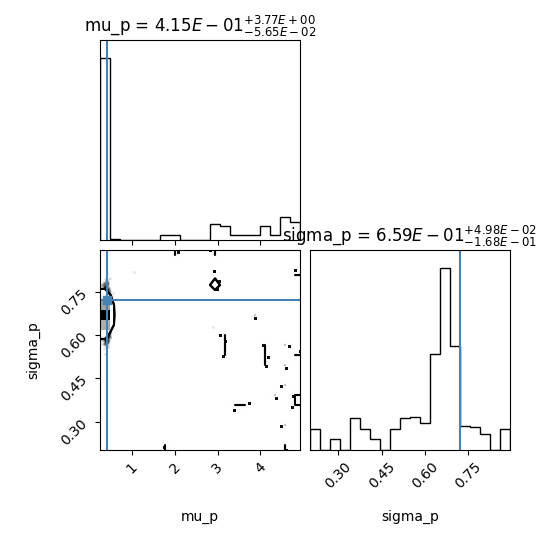 mu_p = 4.15E − 01+3.77E + 00
−5.65E − 02
sigma_p = 6.59E − 01+4.98E − 02
−1.68E − 01
sigma_p
0.75
0.60
0.45
0.30
1 2 3 4
0.30 0.45 0.60 0.75
mu_p
sigma_p